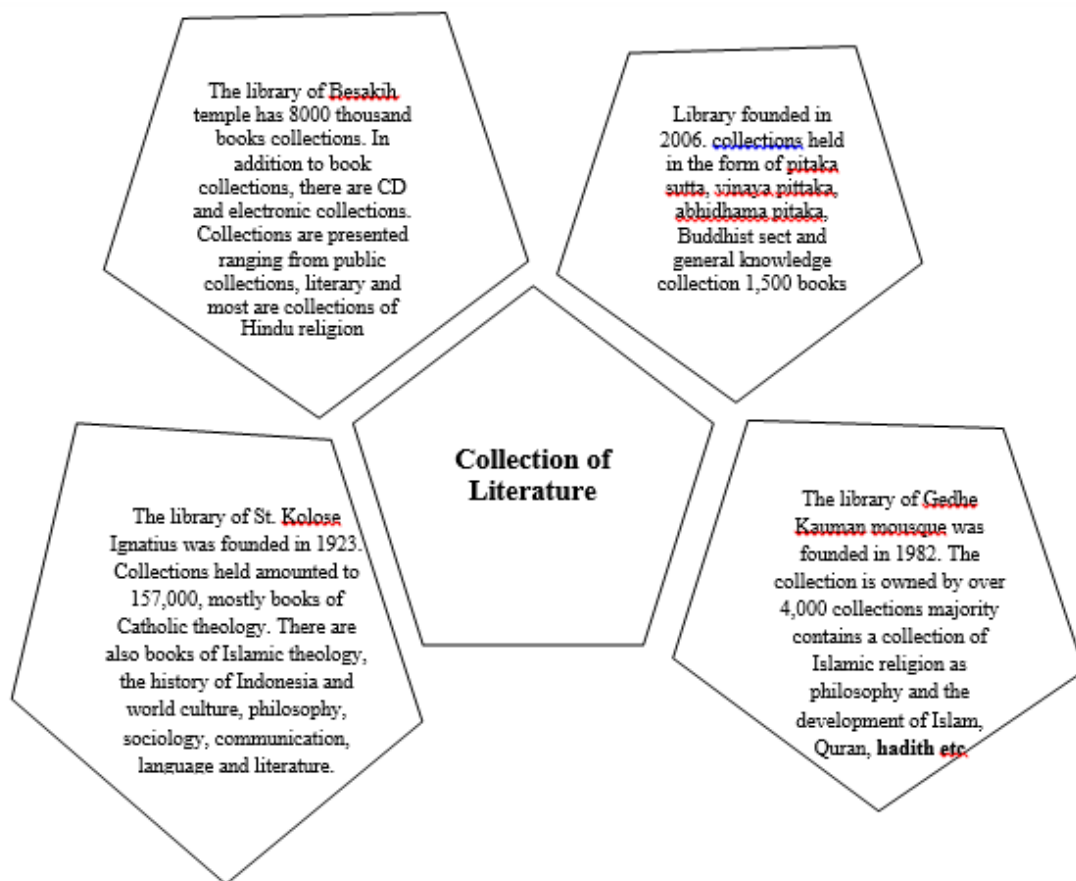 The library of Besakih
temple has 8000 thousand
books collections. In
addition to book
collections, there are CD
and electronic collections.
Collections are presented
ranging from public
collections, literary and
most are collections of
Hindu religion
Library founded in
2006. collections held
in the form of pitaka
sutta, vinaya pittaka,
abhidhama pitaka,
Buddhist sect and
general knowledge
collection 1,500 books
Collection of
Literature
The library of St. Kolose
Ignatius was founded in 1923.
Collections held amounted to
157,000, mostly books of
Catholic theology. There are
also books of Islamic theology,
the history of Indonesia and
world culture, philosophy,
sociology, communication,
language and literature.
The library of Gedhe
Kauman mousque was
founded in 1982. The
collection is owned by over
4,000 collections majority
contains a collection of
Islamic religion as
philosophy and the
development of Islam,
Quran, hadith etc